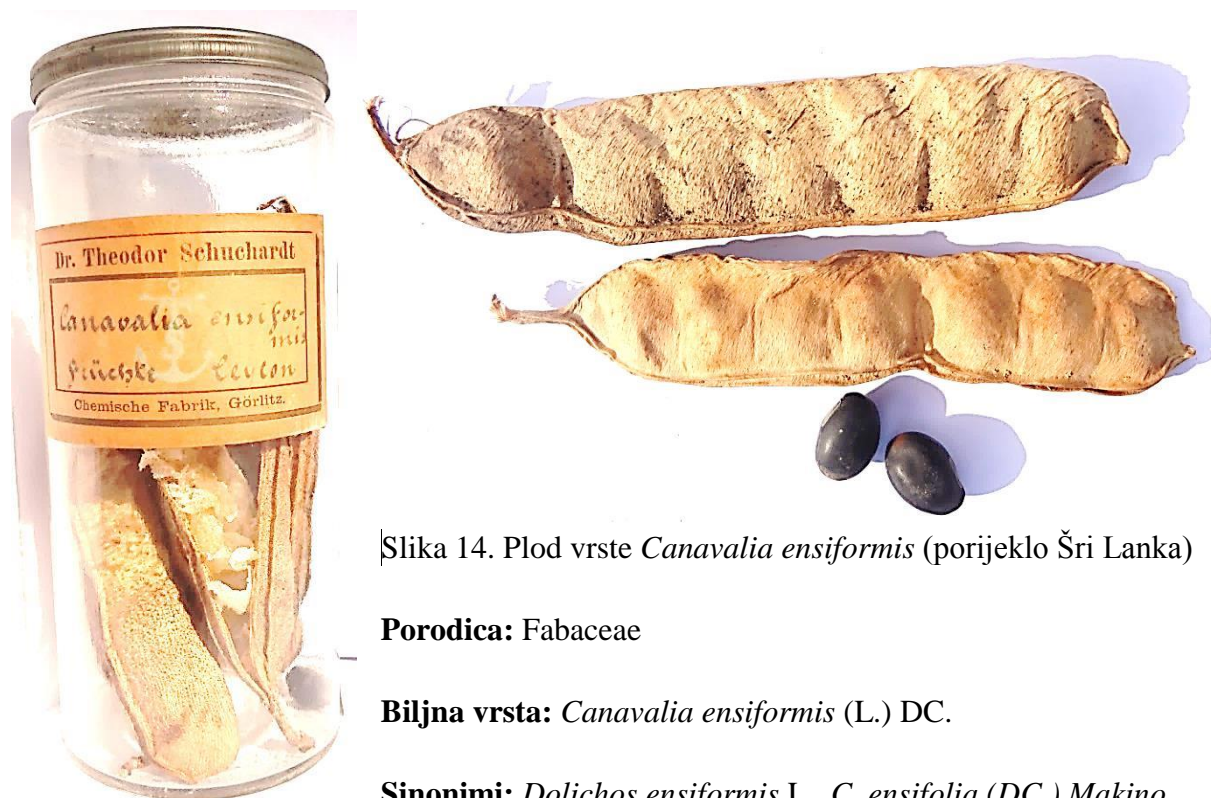 Dr. Theodor Schuchardt
Canavalia ensifor-
mis
Früchte Ceylon
Chemische Fabrik, Görlitz.
Slika 14. Plod vrste Canavalia ensiformis (porijeklo Šri Lanka)
Porodica: Fabaceae
Biljna vrsta: Canavalia ensiformis (L.) DC.
Sinonimi: Dolichos ensiformis L., C. ensifolia (DC.) Makino